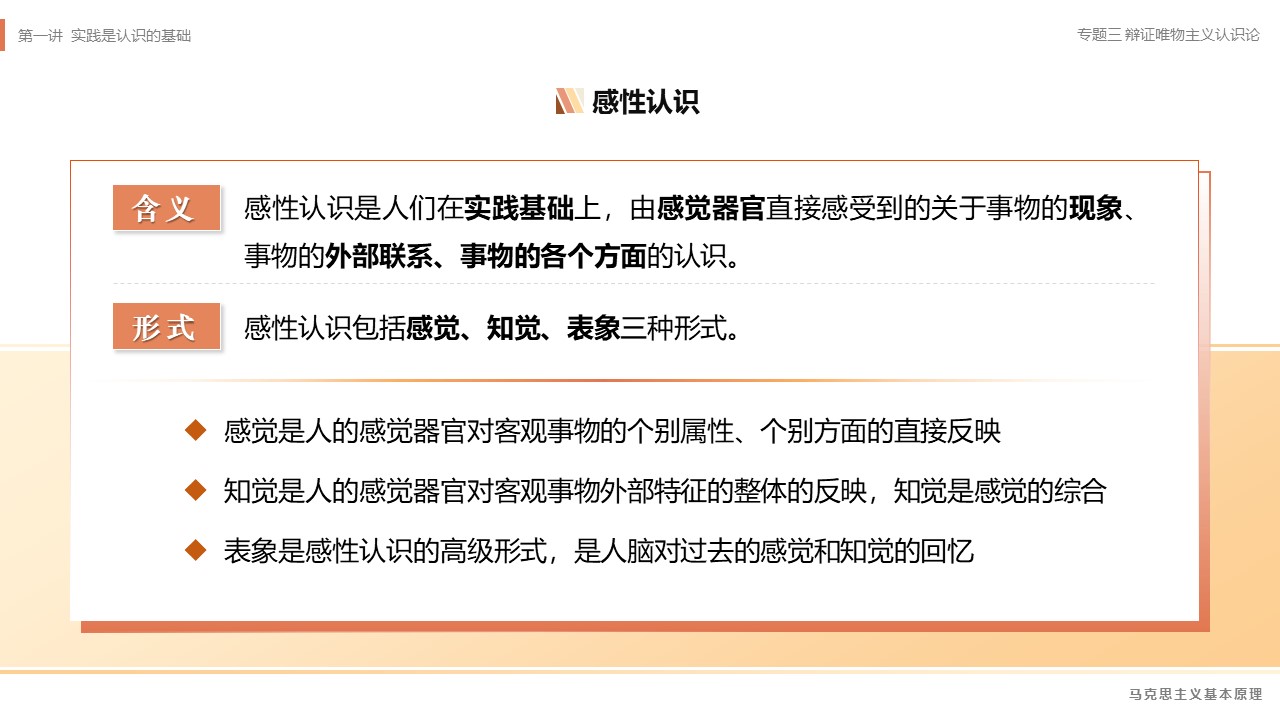 第一讲 实践是认识的基础
专题三 辩证唯物主义认识论
感性认识
含义
感性认识是人们在实践基础上，由感觉器官直接感受到的关于事物的现象、
事物的外部联系、事物的各个方面的认识。
形式
感性认识包括感觉、知觉、表象三种形式。
感觉是人的感觉器官对客观事物的个别属性、个别方面的直接反映
知觉是人的感觉器官对客观事物外部特征的整体的反映，知觉是感觉的综合
表象是感性认识的高级形式，是人脑对过去的感觉和知觉的回忆
马克思主义基本原理